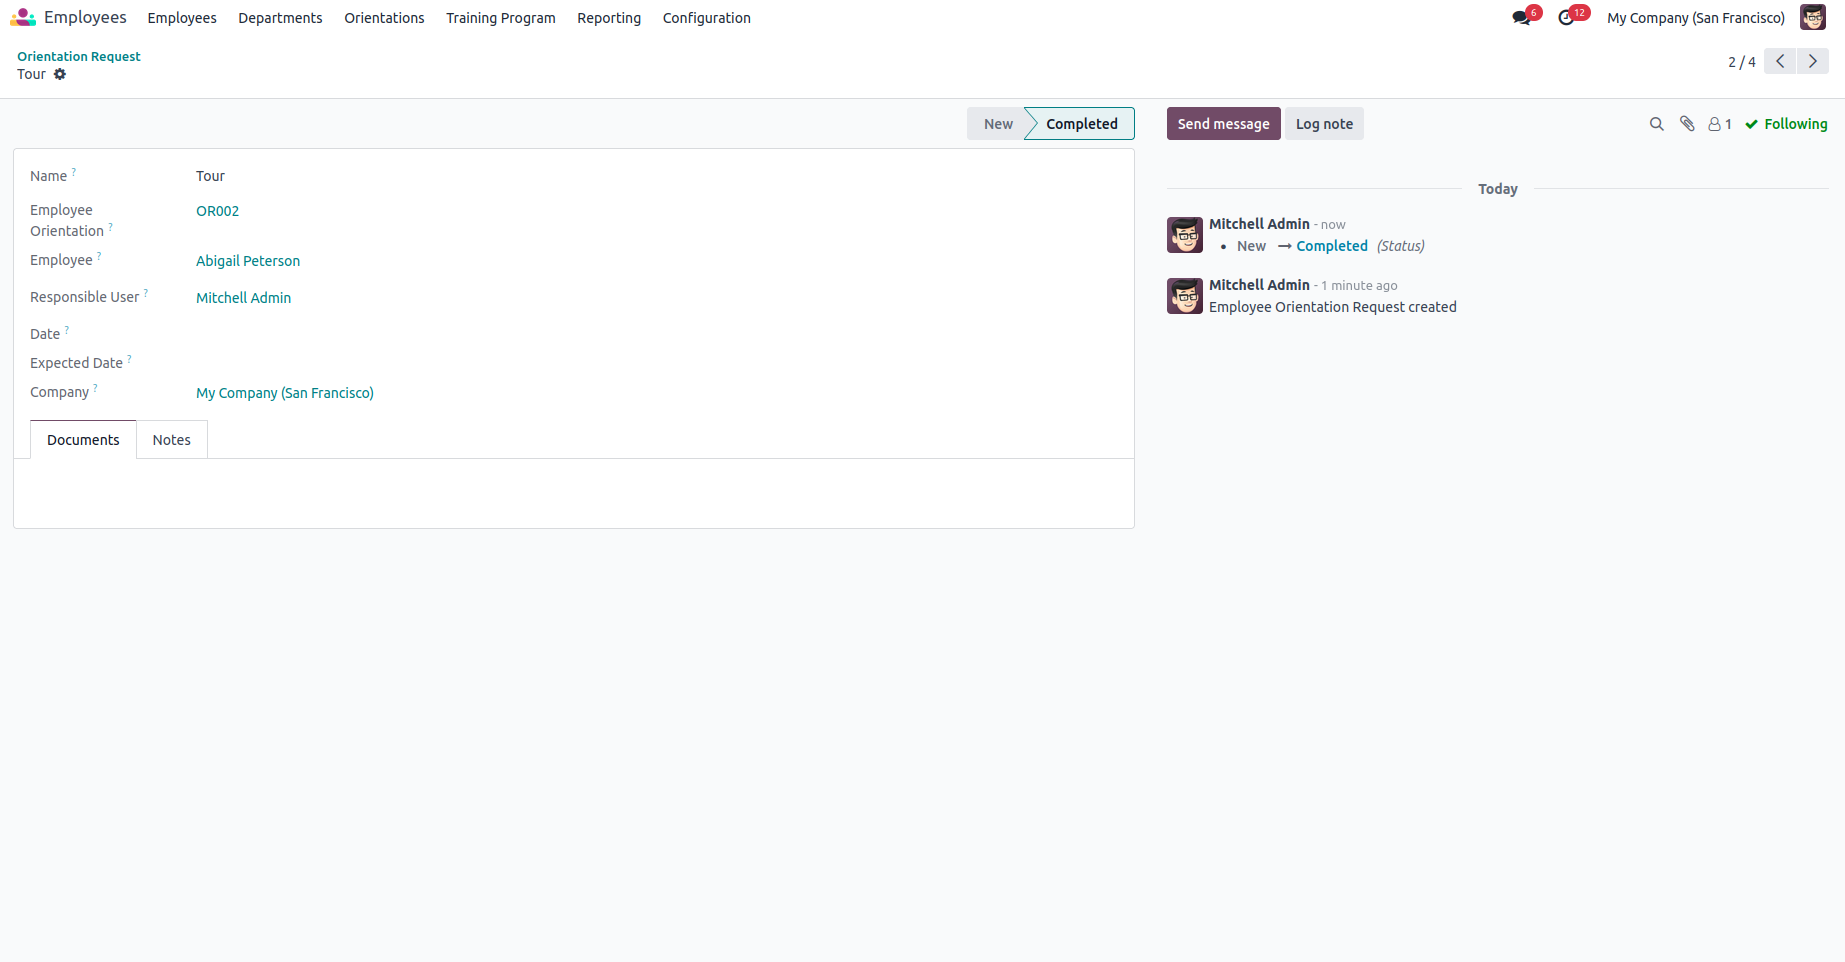 Employees Employees Departments Orientations Training Program Reporting Configuration 6 12 My Company (San Francisco)
Orientation Request
Tour
2 / 4
New Completed Send message Log note 1 Following
Name ? Tour
Employee Orientation ? OR002
Employee ? Abigail Peterson
Responsible User ? Mitchell Admin
Date ?
Expected Date ?
Company ? My Company (San Francisco)
Documents Notes
Today
Mitchell Admin - now
• New → Completed (Status)
Mitchell Admin - 1 minute ago
Employee Orientation Request created